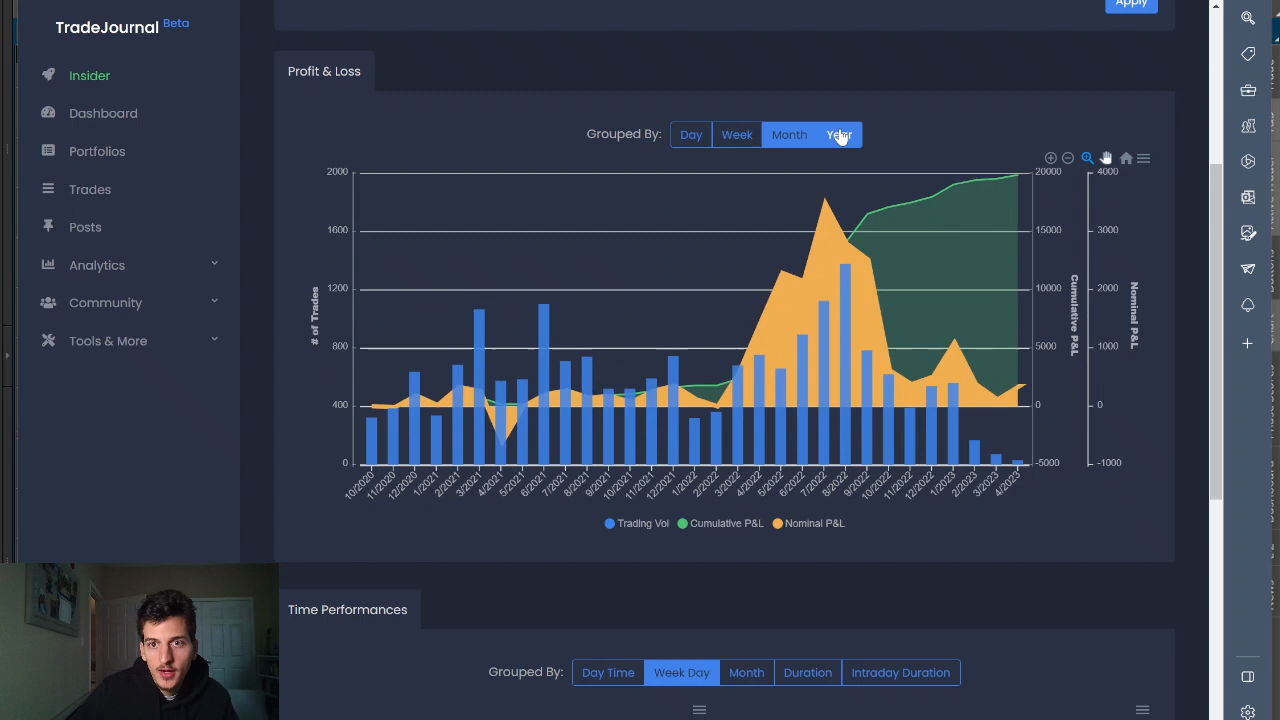 TradeJournal Beta
Apply
Insider
Dashboard
Portfolios
Trades
Posts
Analytics
Community
Tools & More
Profit & Loss
Grouped By: Day Week Month Year
2000 20000 4000
1600 15000 3000
1200 10000 2000
800 5000 1000
400 0 0
0 -5000 -1000
# of Trades
Cumulative P&L
Nominal P&L
10/2020 11/2020 12/2020 1/2021 2/2021 3/2021 4/2021 5/2021 6/2021 7/2021 8/2021 9/2021 10/2021 11/2021 12/2021 1/2022 2/2022 3/2022 4/2022 5/2022 6/2022 7/2022 8/2022 9/2022 10/2022 11/2022 12/2022 1/2023 2/2023 3/2023 4/2023
Trading Vol Cumulative P&L Nominal P&L
Time Performances
Grouped By: Day Time Week Day Month Duration Intraday Duration